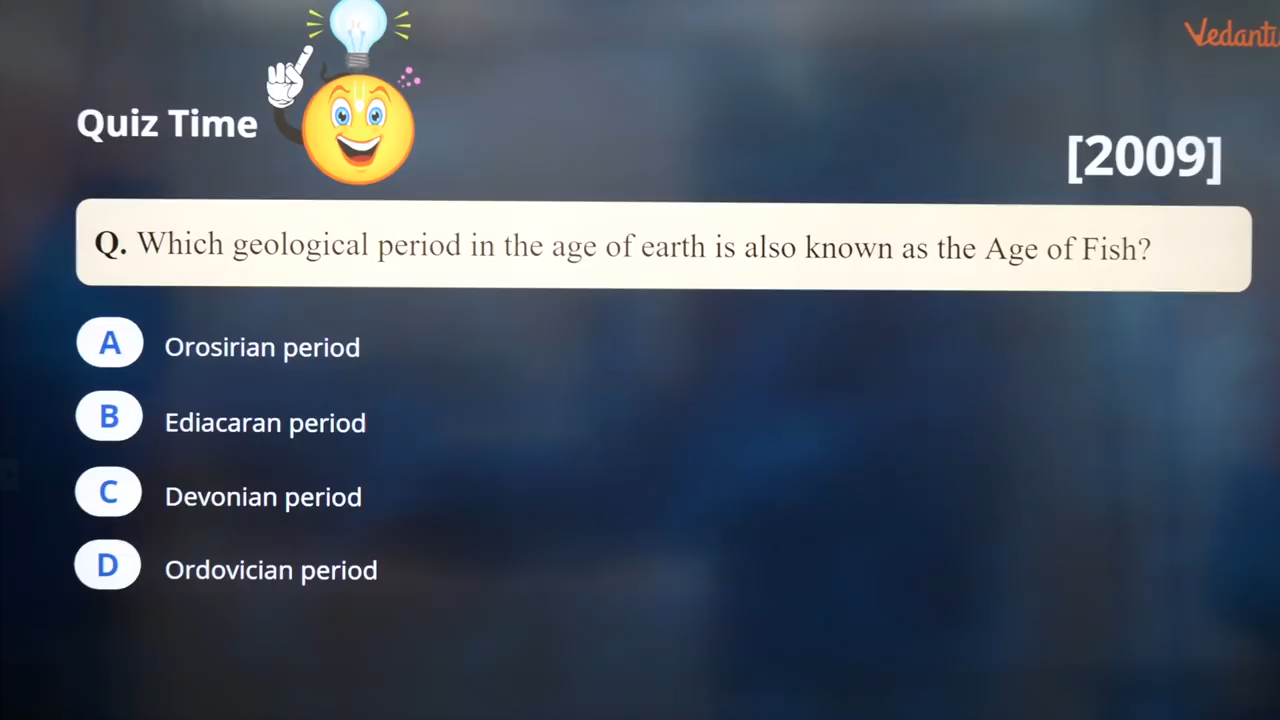 Vedantu
Quiz Time
[2009]
Q. Which geological period in the age of earth is also known as the Age of Fish?
A Orosirian period
B Ediacaran period
C Devonian period
D Ordovician period